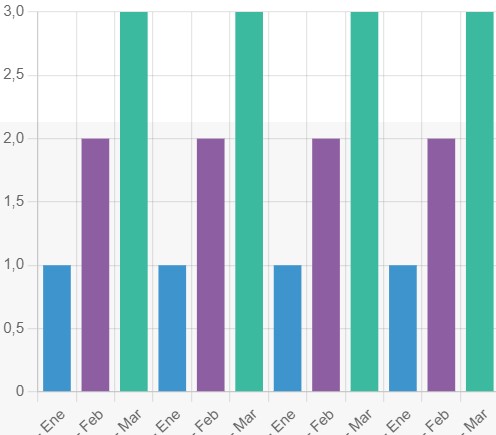 3,0
2,5
2,0
1,5
1,0
0,5
0
- Ene
- Feb
- Mar
- Ene
- Feb
- Mar
- Ene
- Feb
- Mar
- Ene
- Feb
- Mar